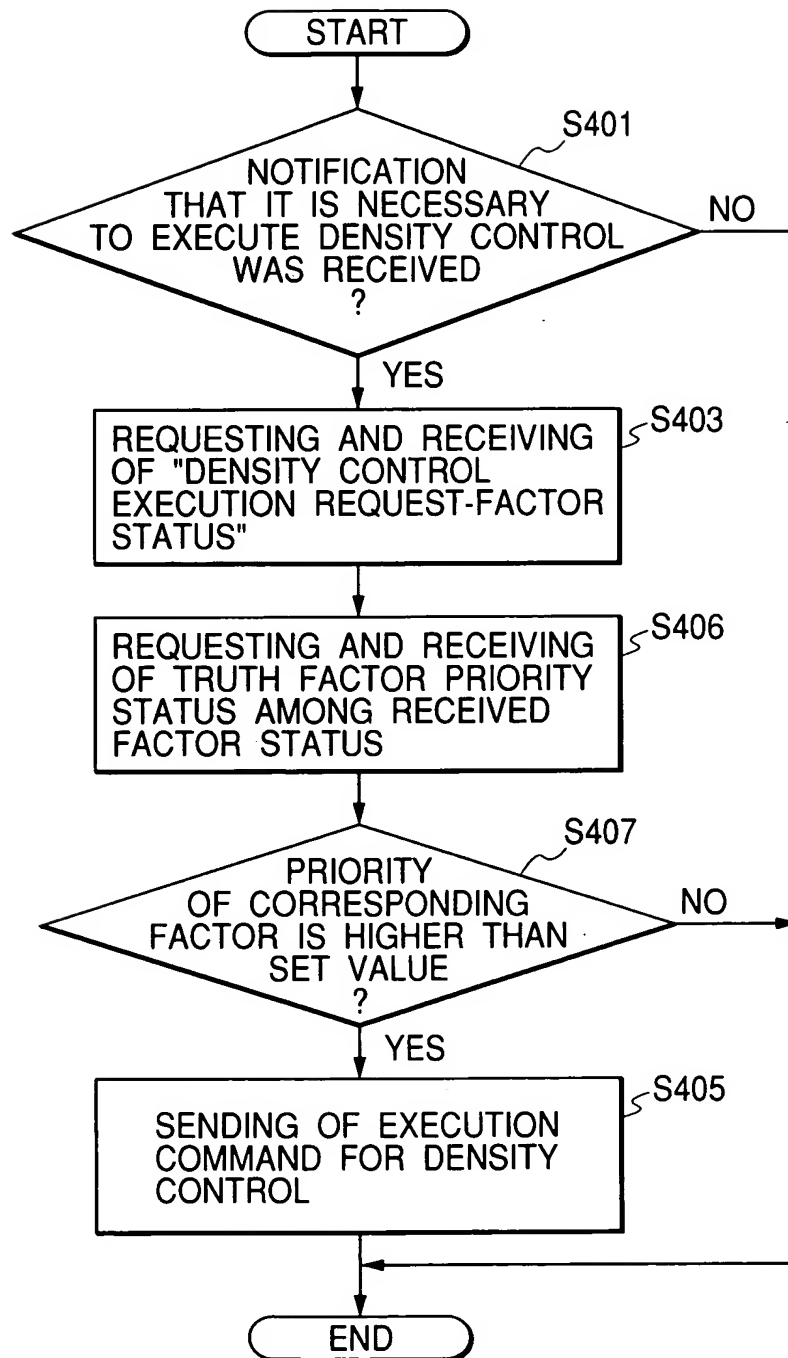 START
S401
NOTIFICATION
THAT IT IS NECESSARY
TO EXECUTE DENSITY CONTROL
WAS RECEIVED
?
NO
YES
S403
REQUESTING AND RECEIVING
OF "DENSITY CONTROL
EXECUTION REQUEST-FACTOR
STATUS"
S406
REQUESTING AND RECEIVING
OF TRUTH FACTOR PRIORITY
STATUS AMONG RECEIVED
FACTOR STATUS
S407
PRIORITY
OF CORRESPONDING
FACTOR IS HIGHER THAN
SET VALUE
?
NO
YES
S405
SENDING OF EXECUTION
COMMAND FOR DENSITY
CONTROL
END